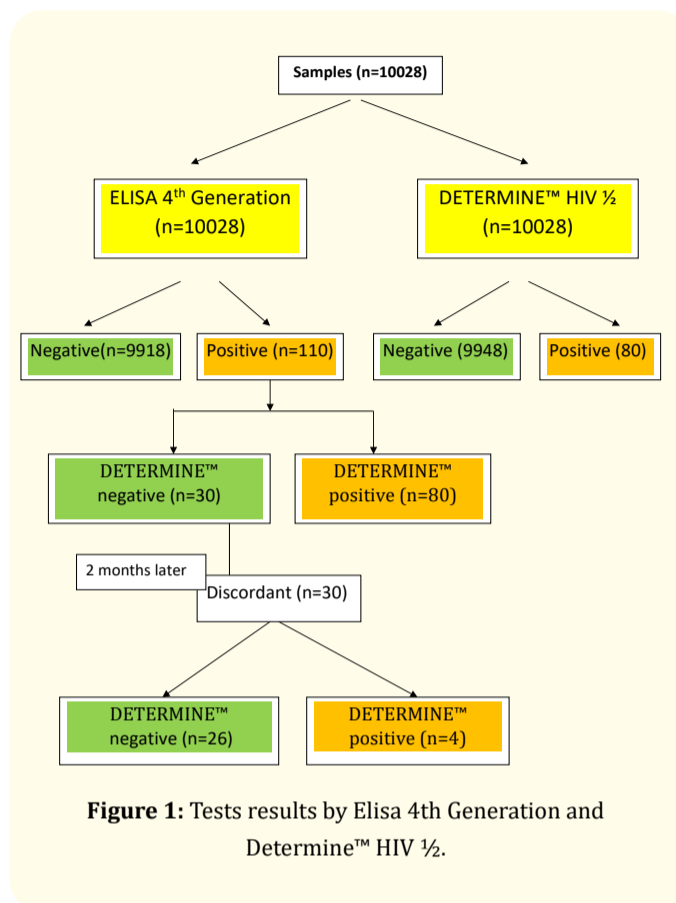 Samples (n=10028)
ELISA 4th Generation
(n=10028)
DETERMINE™ HIV ½
(n=10028)
Negative(n=9918)
Positive (n=110)
Negative (9948)
Positive (80)
DETERMINE™
negative (n=30)
DETERMINE™
positive (n=80)
2 months later
Discordant (n=30)
DETERMINE™
negative (n=26)
DETERMINE™
positive (n=4)
Figure 1: Tests results by Elisa 4th Generation and
Determine™ HIV ½.